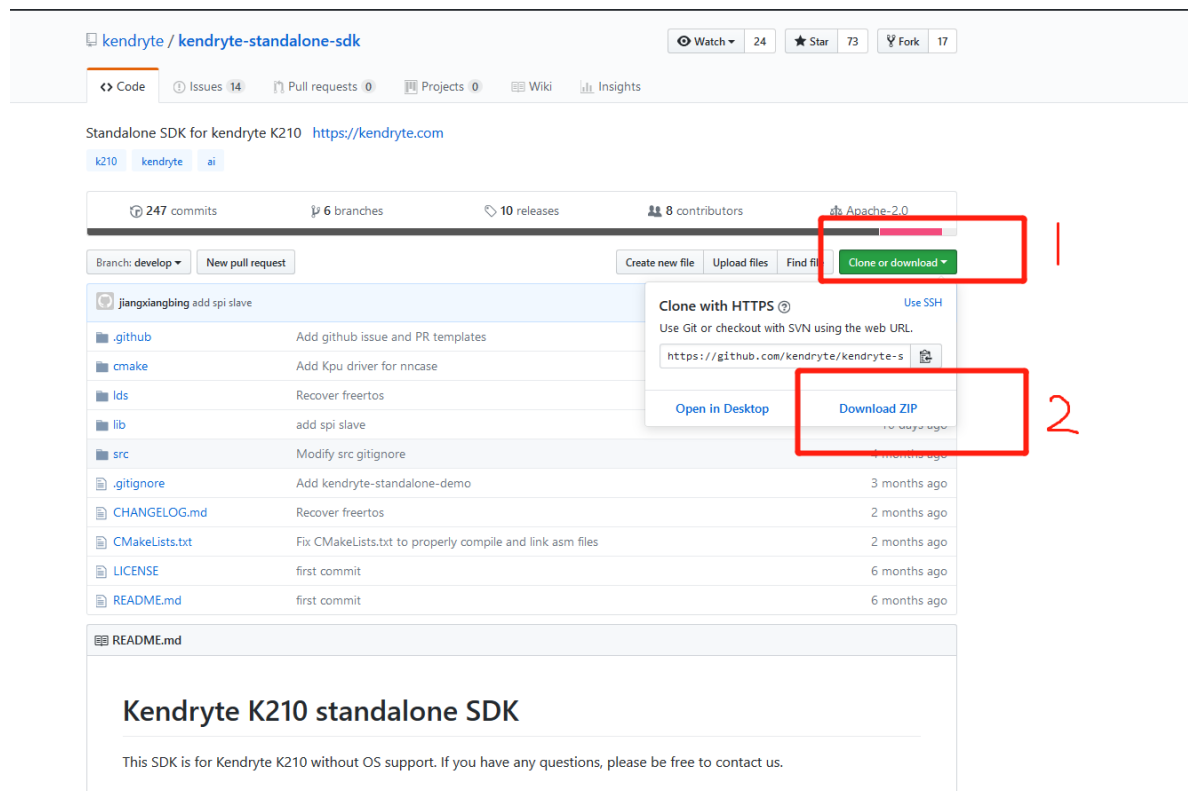 kendryte / kendryte-standalone-sdk
Watch 24 Star 73 Fork 17
Code Issues 14 Pull requests 0 Projects 0 Wiki Insights
Standalone SDK for kendryte K210 https://kendryte.com
k210 kendryte ai
247 commits 6 branches 10 releases 8 contributors Apache-2.0
1
Branch: develop New pull request Create new file Upload files Find Clone or download
jiangxiangbing add spi slave
Clone with HTTPS Use SSH
Use Git or checkout with SVN using the web URL.
https://github.com/kendryte/kendryte-s
Open in Desktop Download ZIP
2
.github Add github issue and PR templates
cmake Add Kpu driver for nncase
lds Recover freertos
lib add spi slave days ago
src Modify src gitignore 4 months ago
.gitignore Add kendryte-standalone-demo 3 months ago
CHANGELOG.md Recover freertos 2 months ago
CMakeLists.txt Fix CMakeLists.txt to properly compile and link asm files 2 months ago
LICENSE first commit 6 months ago
README.md first commit 6 months ago
README.md
Kendryte K210 standalone SDK
This SDK is for Kendryte K210 without OS support. If you have any questions, please be free to contact us.